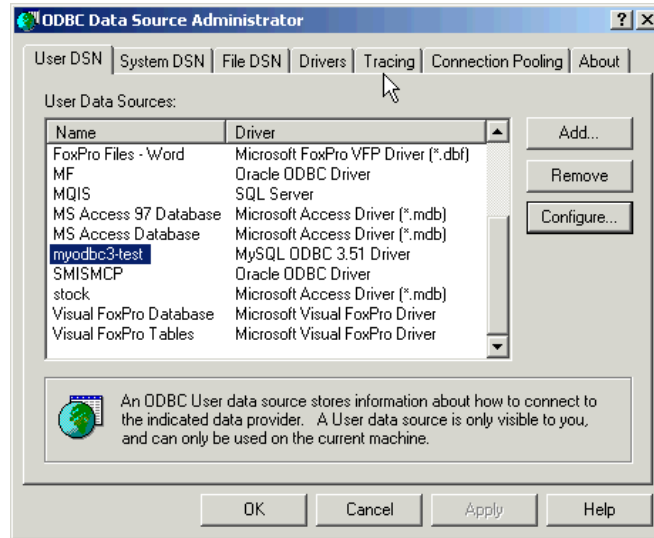 ODBC Data Source Administrator
User DSN System DSN File DSN Drivers Tracing Connection Pooling About
User Data Sources:
Name Driver
FoxPro Files - Word Microsoft FoxPro VFP Driver (*.dbf)
MF Oracle ODBC Driver
MQIS SQL Server
MS Access 97 Database Microsoft Access Driver (*.mdb)
MS Access Database Microsoft Access Driver (*.mdb)
myodbc3-test MySQL ODBC 3.51 Driver
SMISMCP Oracle ODBC Driver
stock Microsoft Access Driver (*.mdb)
Visual FoxPro Database Microsoft Visual FoxPro Driver
Visual FoxPro Tables Microsoft Visual FoxPro Driver
Add...
Remove
Configure...
An ODBC User data source stores information about how to connect to
the indicated data provider. A User data source is only visible to you,
and can only be used on the current machine.
OK Cancel Apply Help